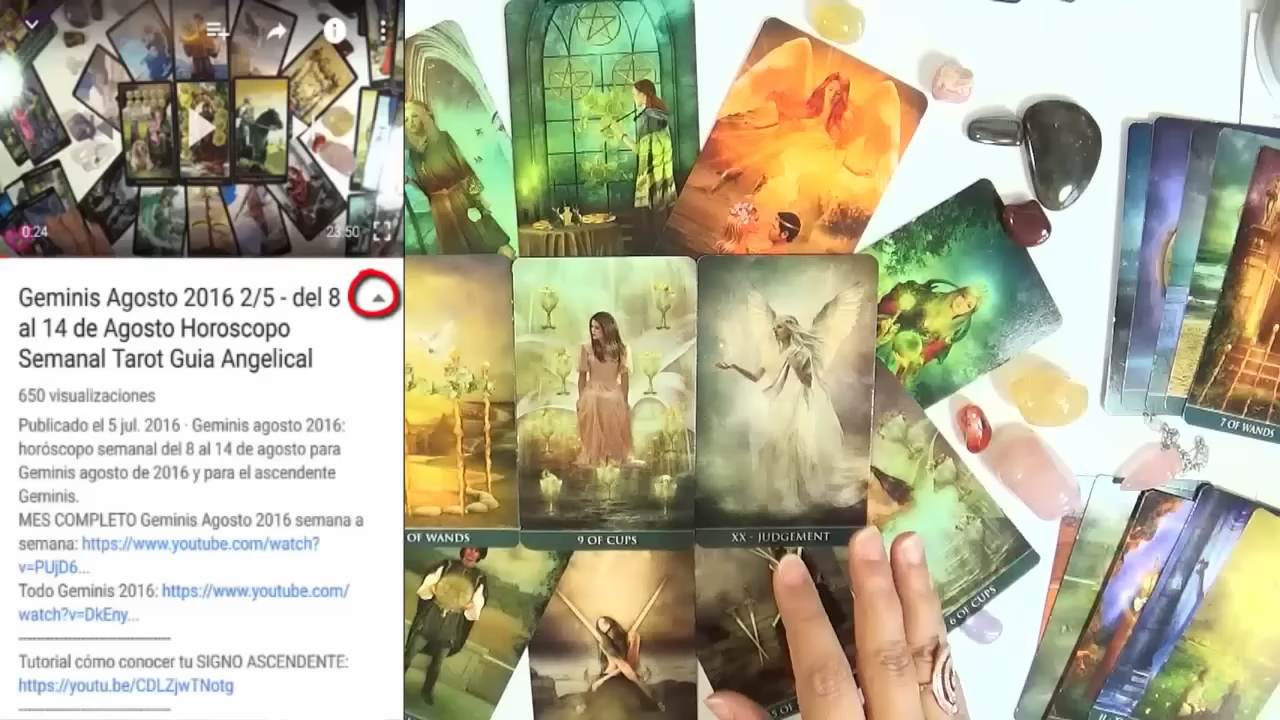 0:24
23:50
Geminis Agosto 2016 2/5 - del 8
al 14 de Agosto Horoscopo
Semanal Tarot Guia Angelical
650 visualizaciones
Publicado el 5 jul. 2016 · Geminis agosto 2016:
horóscopo semanal del 8 al 14 de agosto para
Geminis agosto de 2016 y para el ascendente
Geminis.
MES COMPLETO Geminis Agosto 2016 semana a
semana: https://www.youtube.com/watch?
v=PUjD6...
Todo Geminis 2016: https://www.youtube.com/
watch?v=DkEny...
Tutorial cómo conocer tu SIGNO ASCENDENTE:
https://youtu.be/CDLZjwTNotg
OF WANDS
9 OF CUPS
XX · JUDGEMENT
7 OF WANDS
6 OF CUPS
5 OF